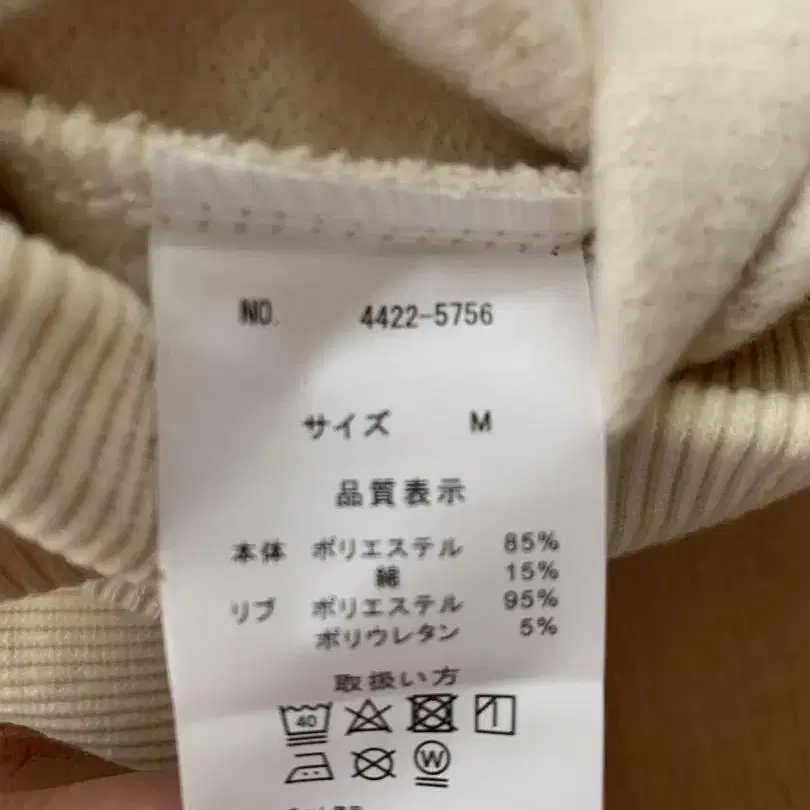 NO. 4422-5756
サイズ M
品質表示
本体 ポリエステル 85%
綿 15%
リブ ポリエステル 95%
ポリウレタン 5%
取扱い方
40
W